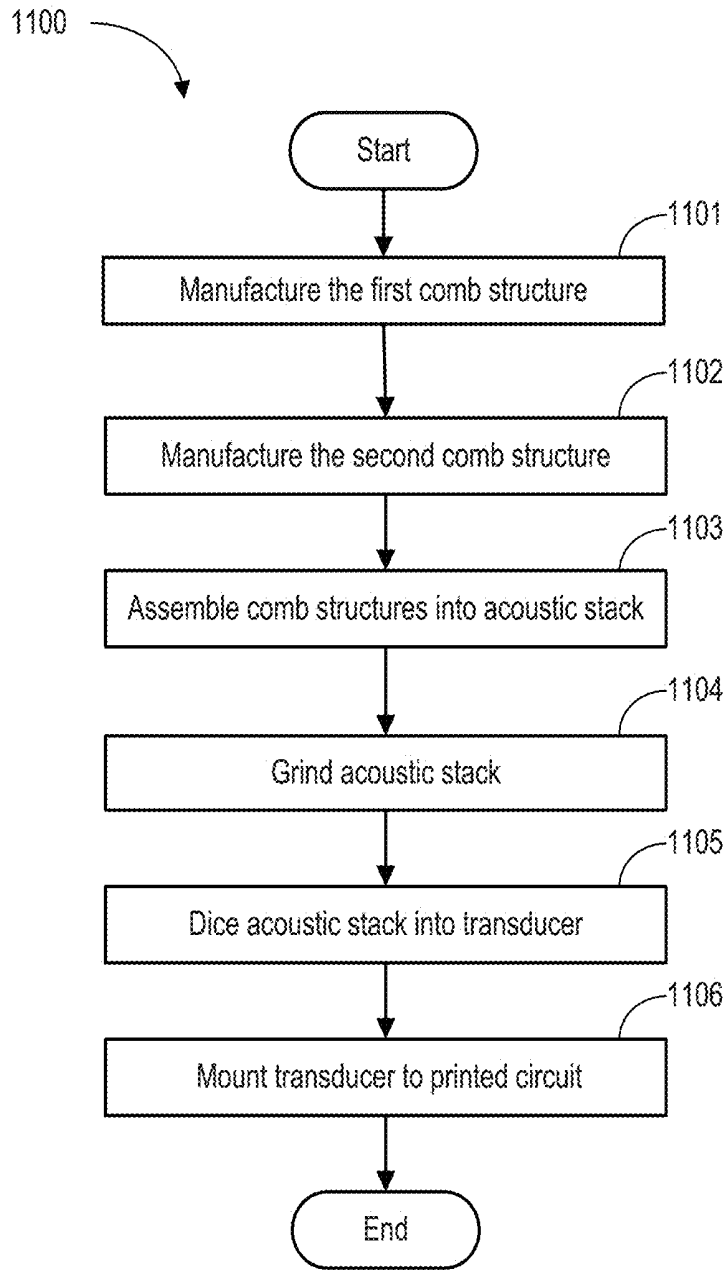 1100
Start
1101
Manufacture the first comb structure
1102
Manufacture the second comb structure
1103
Assemble comb structures into acoustic stack
1104
Grind acoustic stack
1105
Dice acoustic stack into transducer
1106
Mount transducer to printed circuit
End